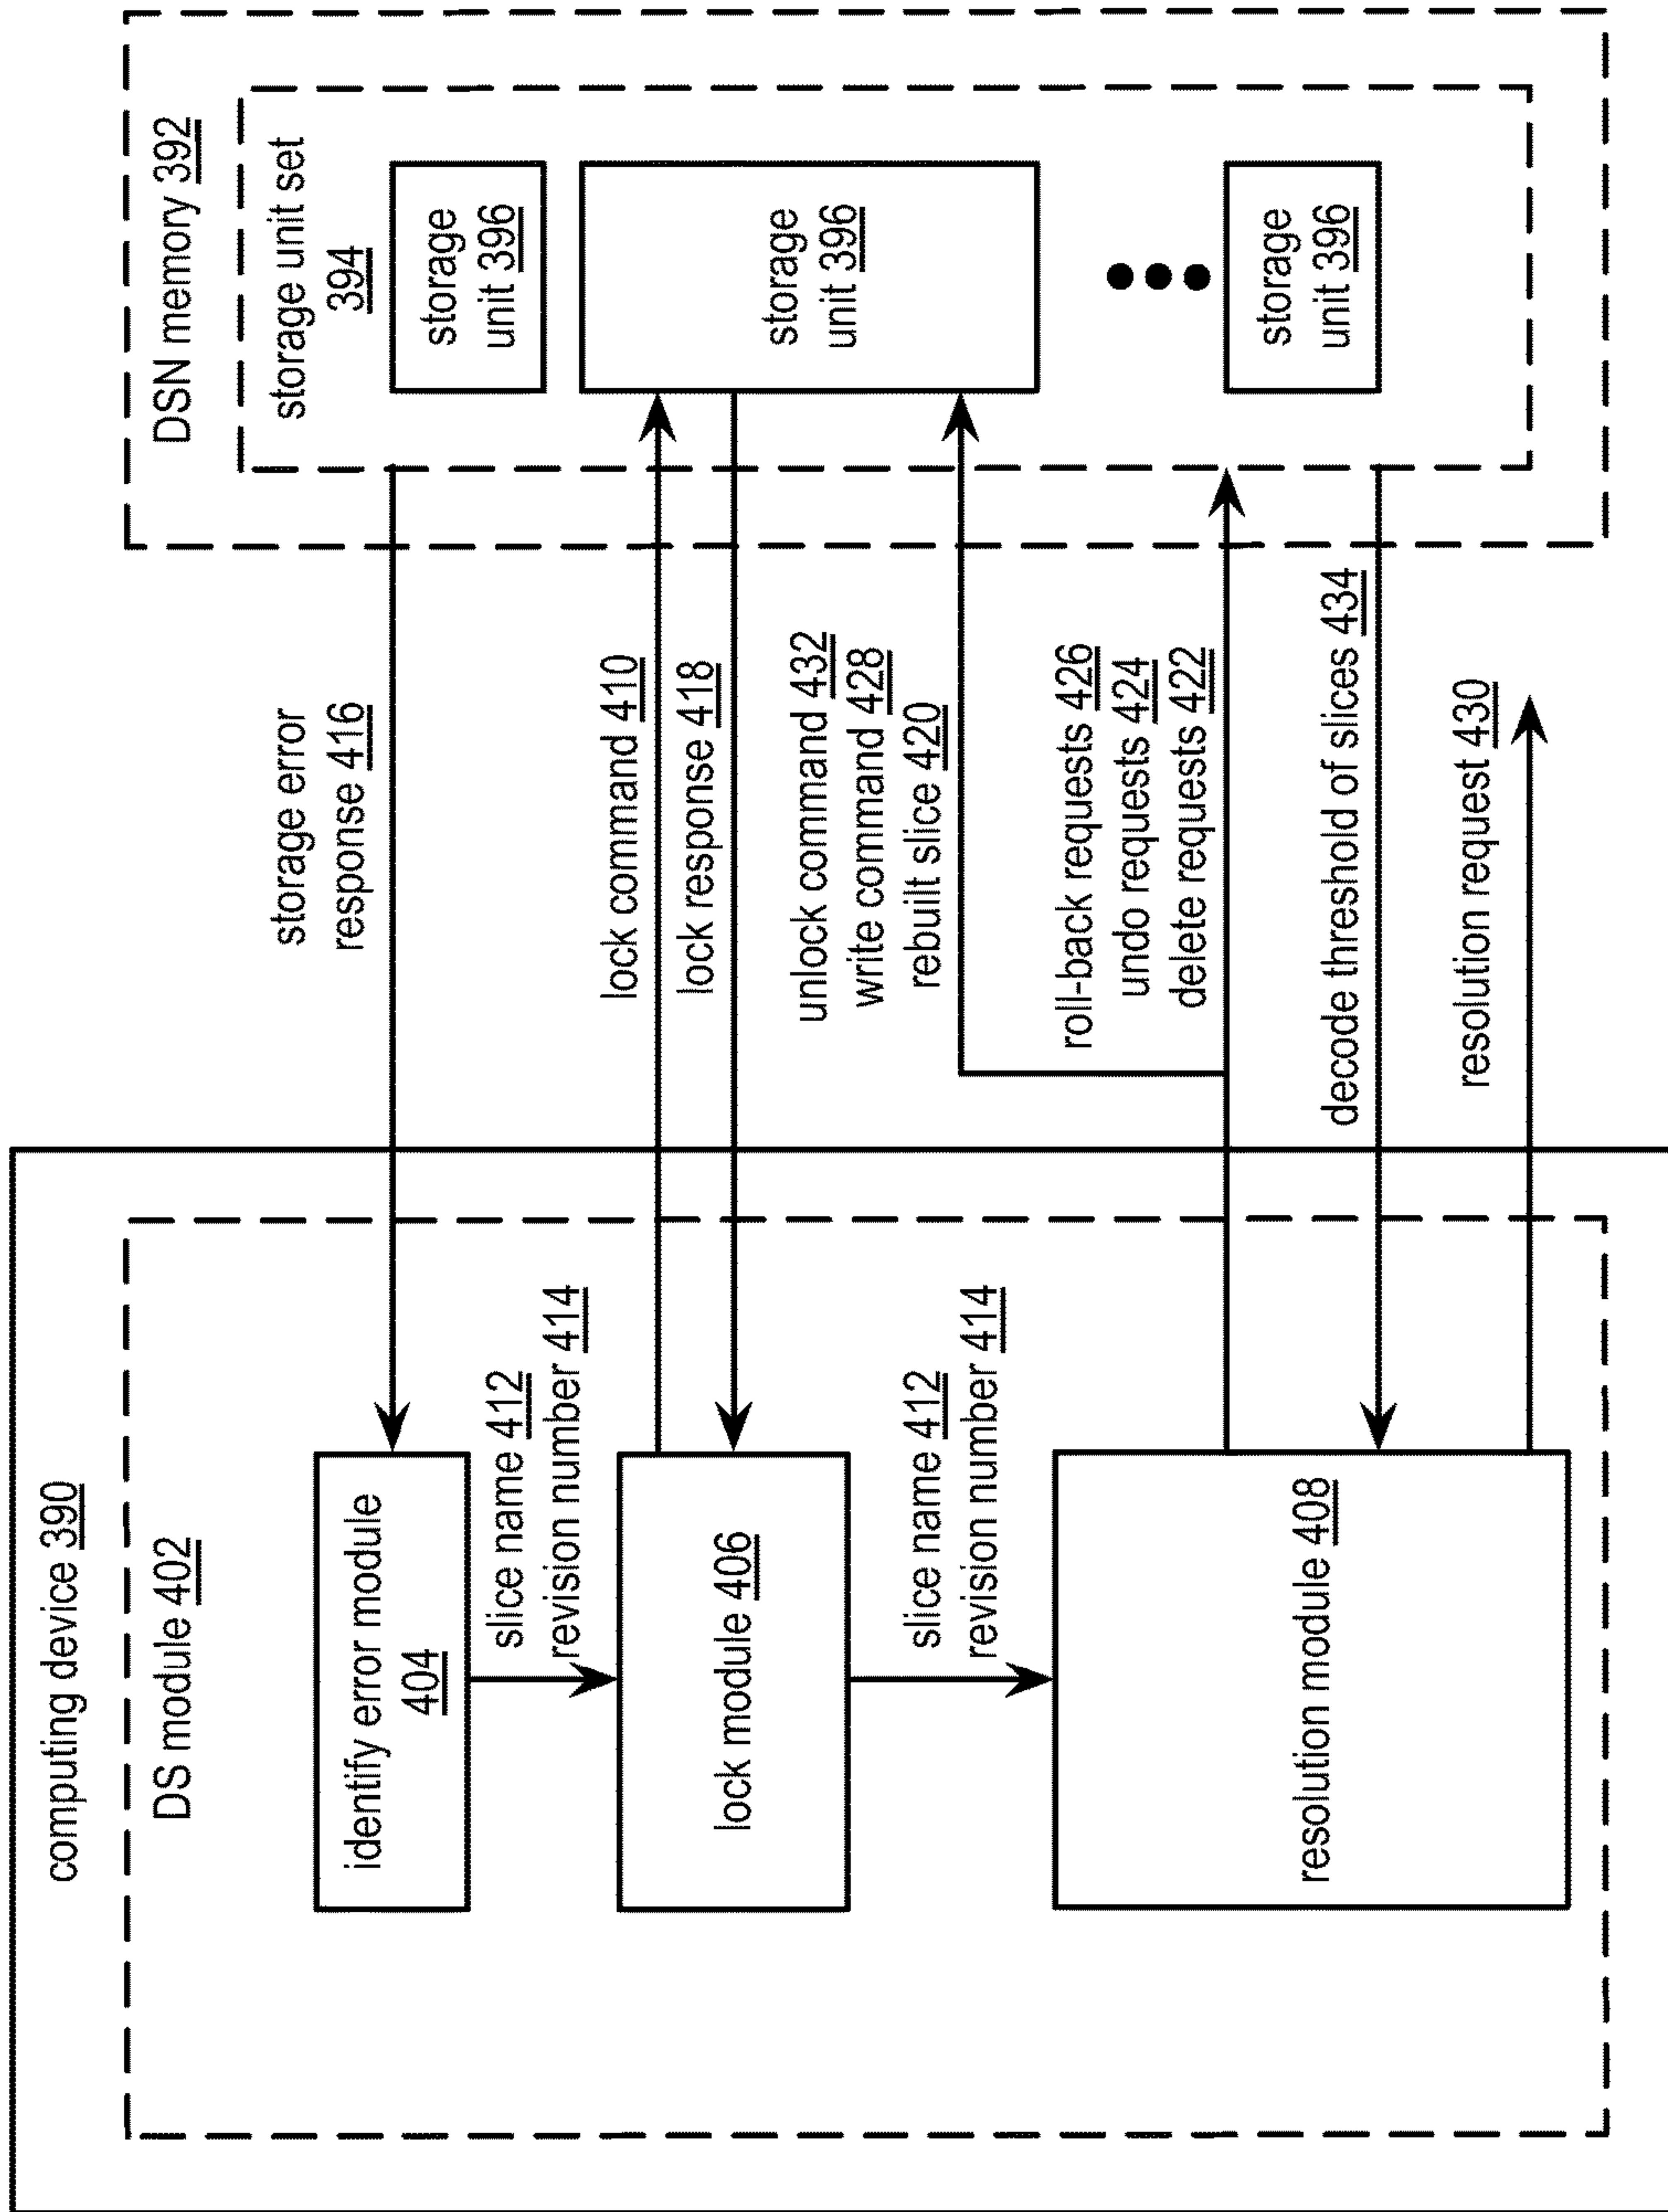 computing device 390
DS module 402
identify error module
404
slice name 412
revision number 414
lock module 406
slice name 412
revision number 414
resolution module 408
storage error
response 416
lock command 410
lock response 418
unlock command 432
write command 428
rebuilt slice 420
roll-back requests 426
undo requests 424
delete requests 422
decode threshold of slices 434
resolution request 430
DSN memory 392
storage unit set
394
storage
unit 396
storage
unit 396
storage
unit 396